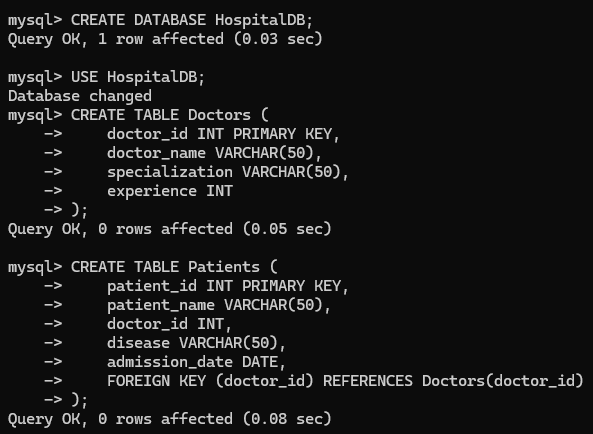 mysql> CREATE DATABASE HospitalDB;
Query OK, 1 row affected (0.03 sec)

mysql> USE HospitalDB;
Database changed
mysql> CREATE TABLE Doctors (
    ->     doctor_id INT PRIMARY KEY,
    ->     doctor_name VARCHAR(50),
    ->     specialization VARCHAR(50),
    ->     experience INT
    -> );
Query OK, 0 rows affected (0.05 sec)

mysql> CREATE TABLE Patients (
    ->     patient_id INT PRIMARY KEY,
    ->     patient_name VARCHAR(50),
    ->     doctor_id INT,
    ->     disease VARCHAR(50),
    ->     admission_date DATE,
    ->     FOREIGN KEY (doctor_id) REFERENCES Doctors(doctor_id)
    -> );
Query OK, 0 rows affected (0.08 sec)